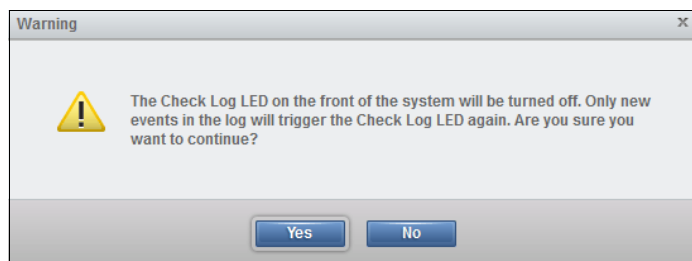 Warning
x
The Check Log LED on the front of the system will be turned off. Only new
events in the log will trigger the Check Log LED again. Are you sure you
want to continue?
Yes
No